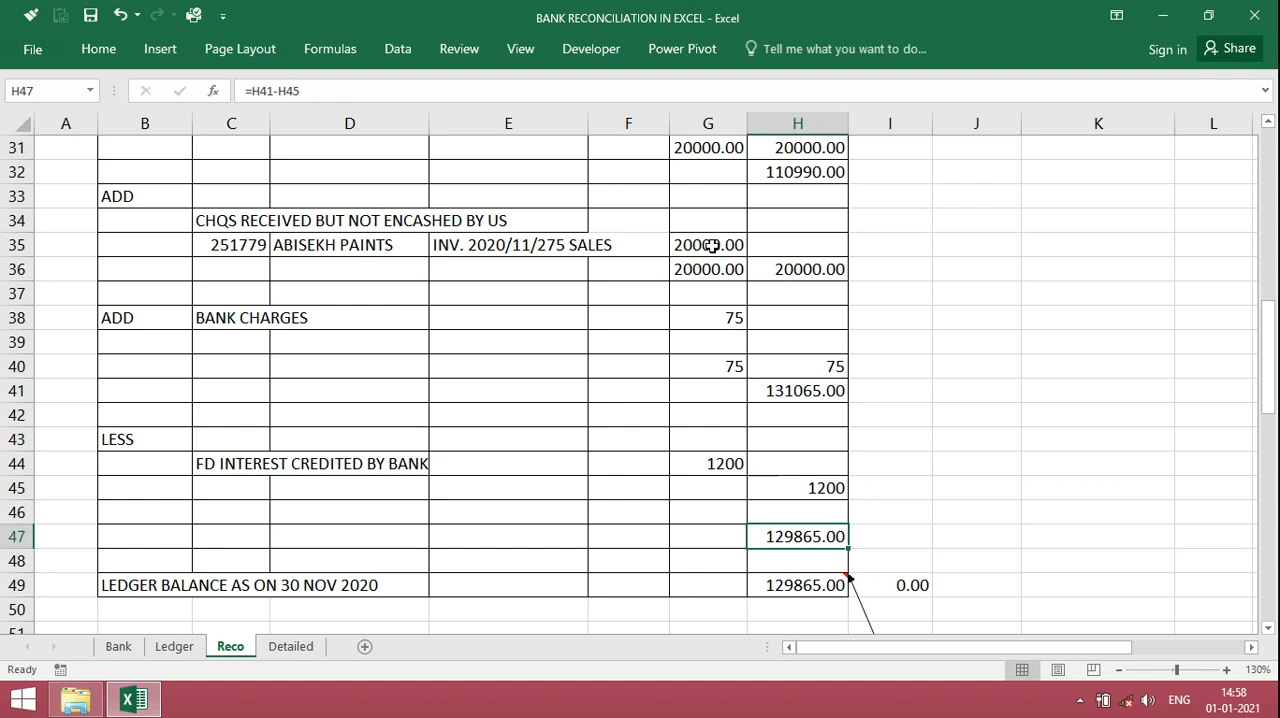 BANK RECONCILIATION IN EXCEL - Excel
File Home Insert Page Layout Formulas Data Review View Developer Power Pivot Tell me what you want to do... Sign in Share
H47 fx =H41-H45
A B C D E F G H I J K L
31 20000.00 20000.00
32 110990.00
33 ADD
34 CHQS RECEIVED BUT NOT ENCASHED BY US
35 251779 ABISEKH PAINTS INV. 2020/11/275 SALES 20000.00
36 20000.00 20000.00
37
38 ADD BANK CHARGES 75
39
40 75 75
41 131065.00
42
43 LESS
44 FD INTEREST CREDITED BY BANK 1200
45 1200
46
47 129865.00
48
49 LEDGER BALANCE AS ON 30 NOV 2020 129865.00 0.00
50
51
Bank Ledger Reco Detailed
Ready 130%
ENG 14:58
01-01-2021